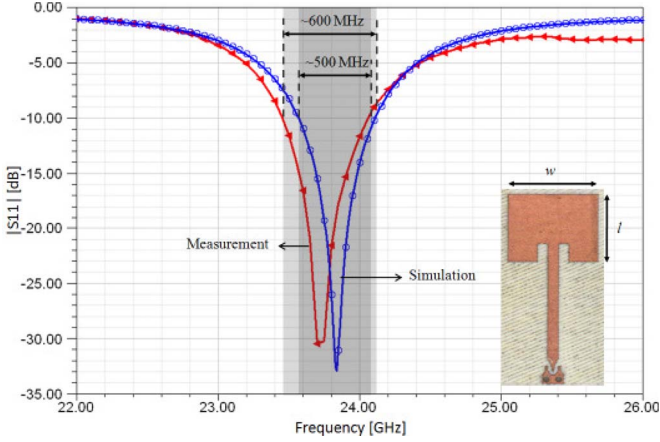 0.00
-5.00
-10.00
-15.00
-20.00
-25.00
-30.00
-35.00
|S11| [dB]
~600 MHz
~500 MHz
Measurement
Simulation
w
l
22.00 23.00 24.00 25.00 26.00
Frequency [GHz]